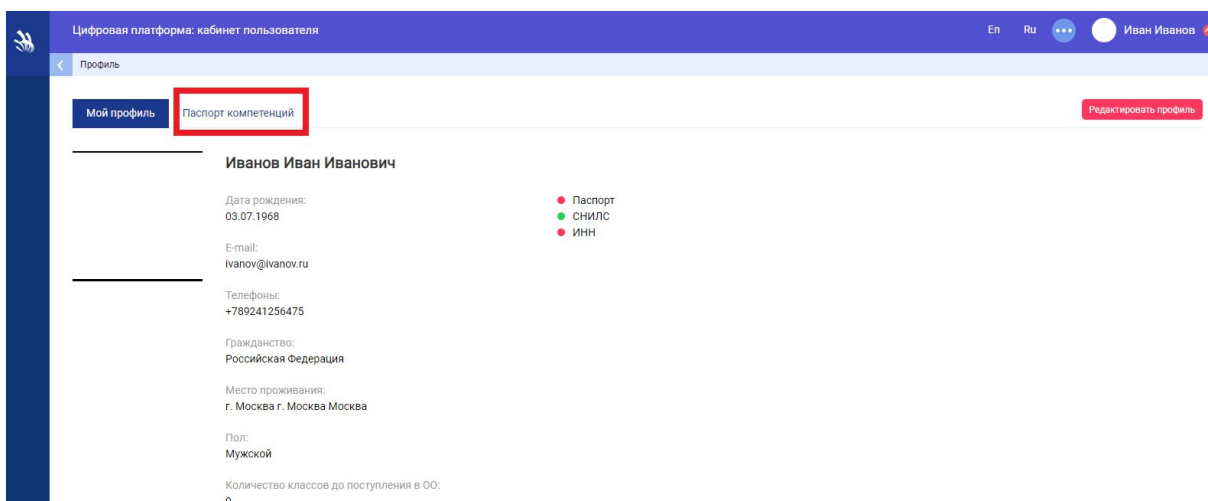 Цифровая платформа: кабинет пользователя
En Ru Иван Иванов
Профиль
Мой профиль Паспорт компетенций Редактировать профиль
Иванов Иван Иванович
Дата рождения:
03.07.1968
Паспорт
СНИЛС
ИНН
E-mail:
ivanov@ivanov.ru
Телефоны:
+789241256475
Гражданство:
Российская Федерация
Место проживания:
г. Москва г. Москва Москва
Пол:
Мужской
Количество классов до поступления в ОО: